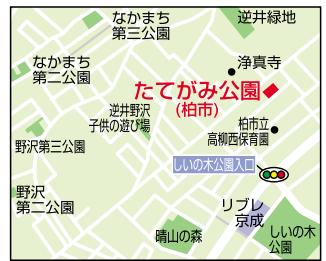 なかまち
第三公園
逆井緑地
なかまち
第二公園
浄真寺
たてがみ公園
(柏市)
逆井野沢
子供の遊び場
柏市立
高柳西保育園
野沢第三公園
しいの木公園入口
野沢
第二公園
リブレ
京成
晴山の森
しいの木
公園